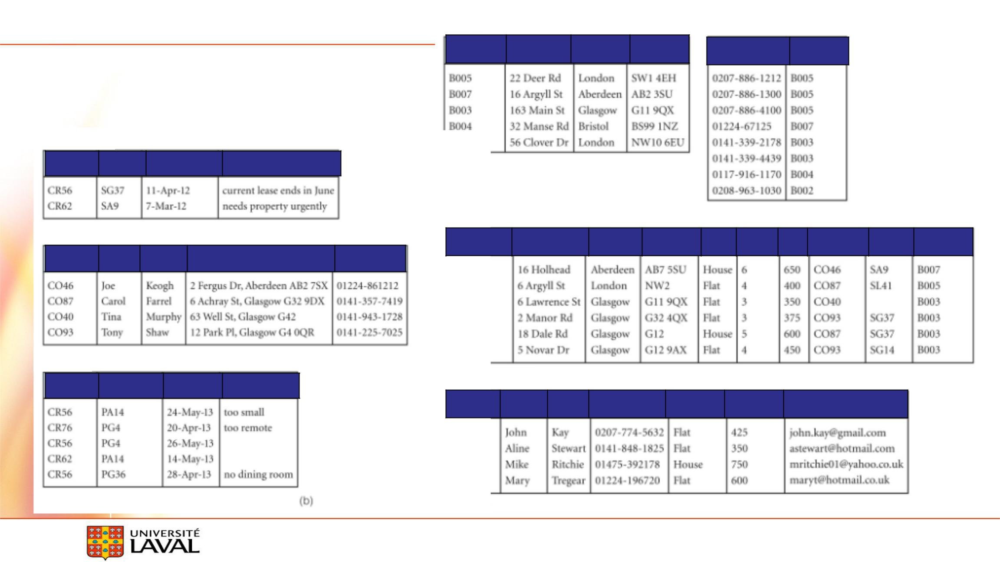 B005 22 Deer Rd London SW1 4EH
B007 16 Argyll St Aberdeen AB2 3SU
B003 163 Main St Glasgow G11 9QX
B004 32 Manse Rd Bristol BS99 1NZ
56 Clover Dr London NW10 6EU
0207-886-1212 B005
0207-886-1300 B005
0207-886-4100 B005
01224-67125 B007
0141-339-2178 B003
0141-339-4439 B003
0117-916-1170 B004
0208-963-1030 B002
CR56 SG37 11-Apr-12 current lease ends in June
CR62 SA9 7-Mar-12 needs property urgently
CO46 Joe Keogh 2 Fergus Dr, Aberdeen AB2 7SX 01224-861212
CO87 Carol Farrel 6 Achray St, Glasgow G32 9DX 0141-357-7419
CO40 Tina Murphy 63 Well St, Glasgow G42 0141-943-1728
CO93 Tony Shaw 12 Park Pl, Glasgow G4 0QR 0141-225-7025
16 Holhead Aberdeen AB7 5SU House 6 650 CO46 SA9 B007
6 Argyll St London NW2 Flat 4 400 CO87 SL41 B005
6 Lawrence St Glasgow G11 9QX Flat 3 350 CO40 B003
2 Manor Rd Glasgow G32 4QX Flat 3 375 CO93 SG37 B003
18 Dale Rd Glasgow G12 House 5 600 CO87 SG37 B003
5 Novar Dr Glasgow G12 9AX Flat 4 450 CO93 SG14 B003
CR56 PA14 24-May-13 too small
CR76 PG4 20-Apr-13 too remote
CR56 PG4 26-May-13
CR62 PA14 14-May-13
CR56 PG36 28-Apr-13 no dining room
(b)
John Kay 0207-774-5632 Flat 425 john.kay@gmail.com
Aline Stewart 0141-848-1825 Flat 350 astewart@hotmail.com
Mike Ritchie 01475-392178 House 750 mritchie01@yahoo.co.uk
Mary Tregear 01224-196720 Flat 600 maryt@hotmail.co.uk
UNIVERSITÉ
LAVAL